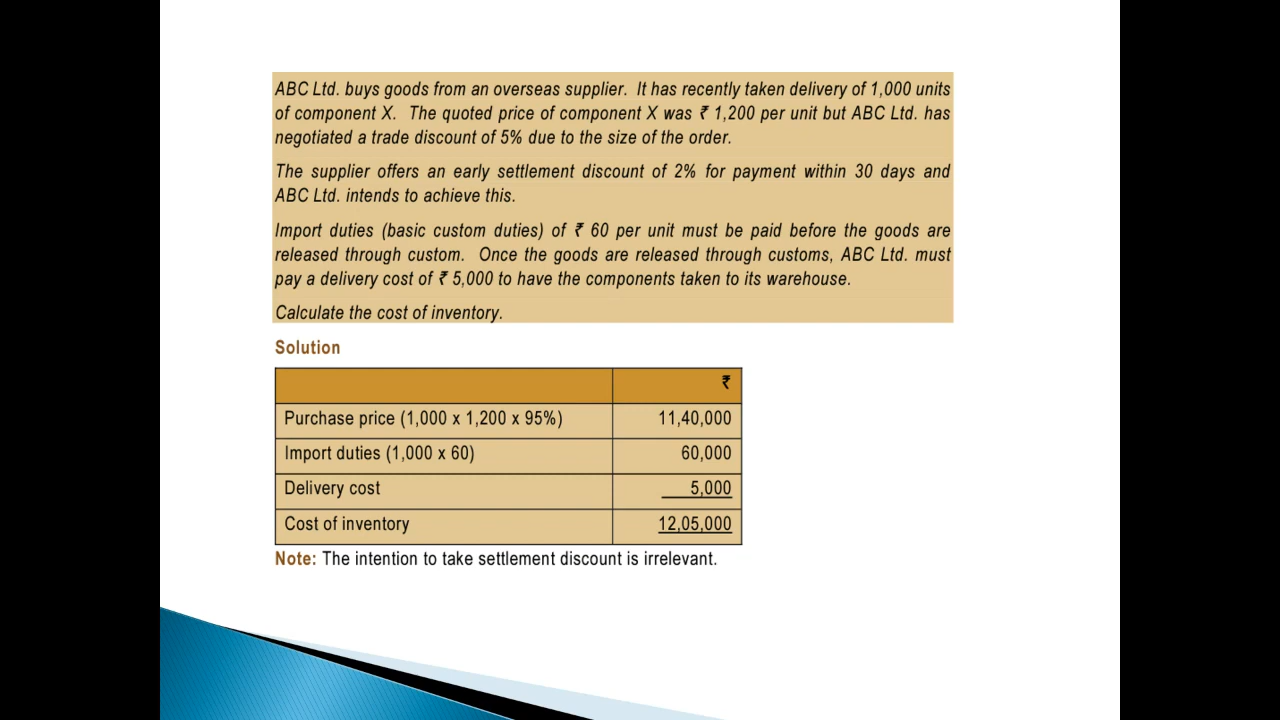 ABC Ltd. buys goods from an overseas supplier. It has recently taken delivery of 1,000 units
of component X. The quoted price of component X was ₹ 1,200 per unit but ABC Ltd. has
negotiated a trade discount of 5% due to the size of the order.
The supplier offers an early settlement discount of 2% for payment within 30 days and
ABC Ltd. intends to achieve this.
Import duties (basic custom duties) of ₹ 60 per unit must be paid before the goods are
released through custom. Once the goods are released through customs, ABC Ltd. must
pay a delivery cost of ₹ 5,000 to have the components taken to its warehouse.
Calculate the cost of inventory.
Solution
₹
Purchase price (1,000 x 1,200 x 95%) 11,40,000
Import duties (1,000 x 60) 60,000
Delivery cost 5,000
Cost of inventory 12,05,000
Note: The intention to take settlement discount is irrelevant.